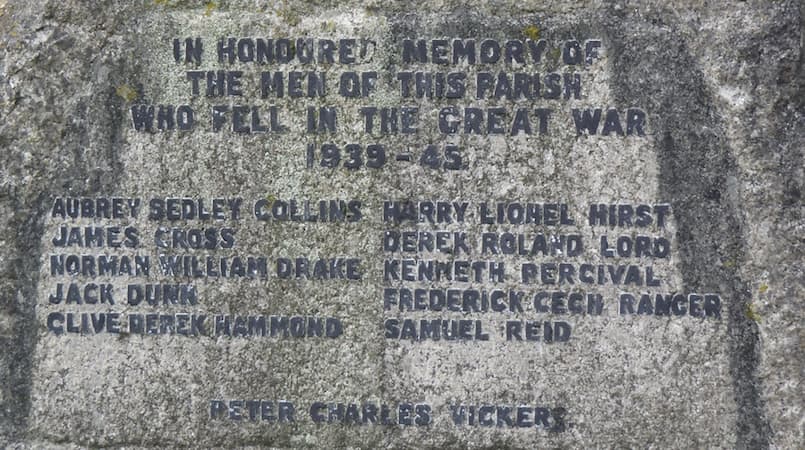 IN HONOURED MEMORY OF
THE MEN OF THIS PARISH
WHO FELL IN THE GREAT WAR
1939-45
AUBREY SEDLEY COLLINS
JAMES CROSS
NORMAN WILLIAM DRAKE
JACK DUNN
CLIVE DEREK HAMMOND
HARRY LIONEL HIRST
DEREK ROLAND LORD
KENNETH PERCIVAL
FREDERICK CECIL RANGER
SAMUEL REID
PETER CHARLES VICKERS